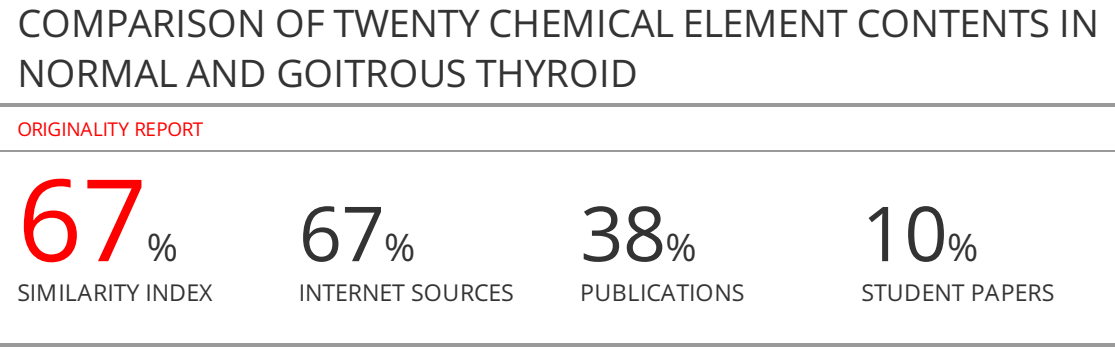 COMPARISON OF TWENTY CHEMICAL ELEMENT CONTENTS IN
NORMAL AND GOITROUS THYROID
ORIGINALITY REPORT
67% 67% 38% 10%
SIMILARITY INDEX INTERNET SOURCES PUBLICATIONS STUDENT PAPERS